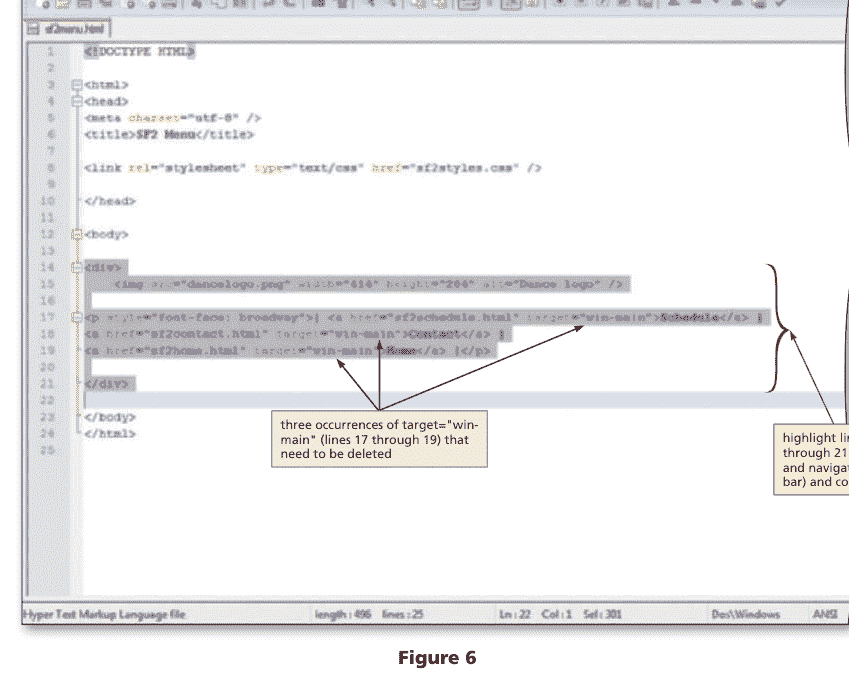 sf2menu.html
1 <!DOCTYPE HTML>
2
3 <html>
4 <head>
5 <meta charset="utf-8" />
6 <title>SF2 Menu</title>
7
8 <link rel="stylesheet" type="text/css" href="sf2styles.css" />
9
10 </head>
11
12 <body>
13
14 <div>
15 <img src="dancelogo.png" width="616" height="206" alt="Dance logo" />
16
17 <p style="font-face: broadway">| <a href="sf2schedule.html" target="win-main">Schedule</a> |
18 <a href="sf2contact.html" target="win-main">Contact</a> |
19 <a href="sf2home.html" target="win-main">Home</a> |</p>
20
21 </div>
22
23 </body>
24 </html>
25
three occurrences of target="win-
main" (lines 17 through 19) that
need to be deleted
highlight li
through 21
and naviga
bar) and co
Hyper Text Markup Language file length : 496 lines : 25 Ln : 22 Col : 1 Sel : 301 Dos\Windows ANSI
Figure 6